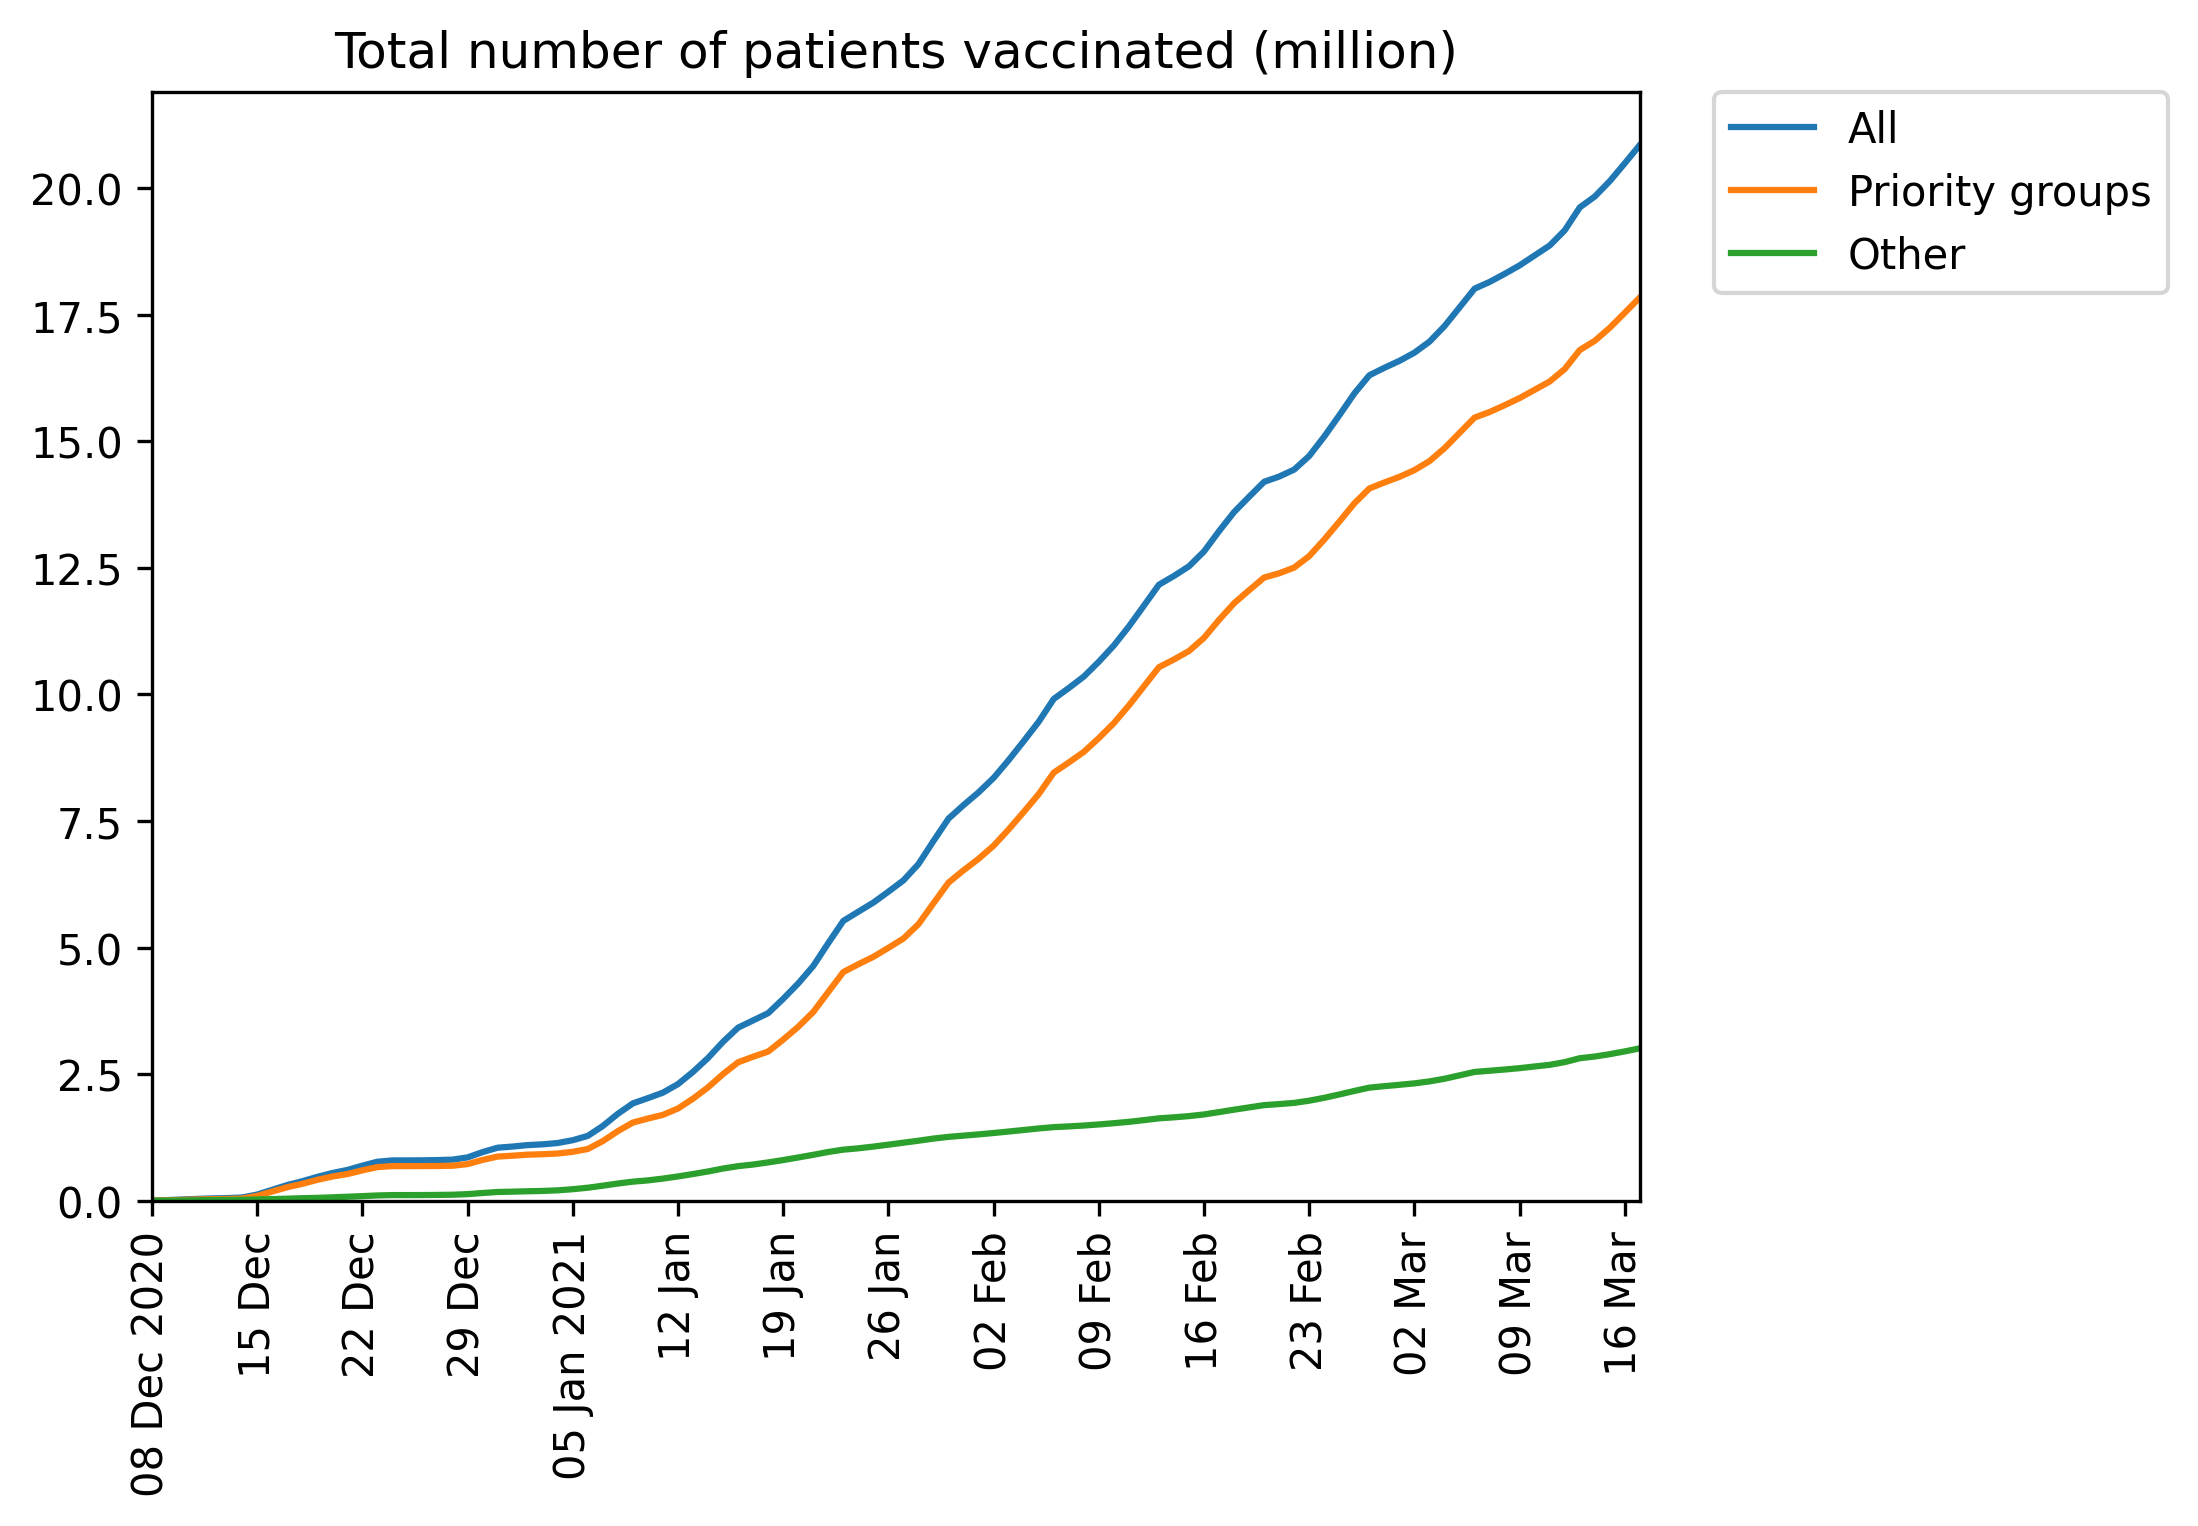 Total number of patients vaccinated (million)
All
Priority groups
Other
20.0
17.5
15.0
12.5
10.0
7.5
5.0
2.5
0.0
08 Dec 2020
15 Dec
22 Dec
29 Dec
05 Jan 2021
12 Jan
19 Jan
26 Jan
02 Feb
09 Feb
16 Feb
23 Feb
02 Mar
09 Mar
16 Mar